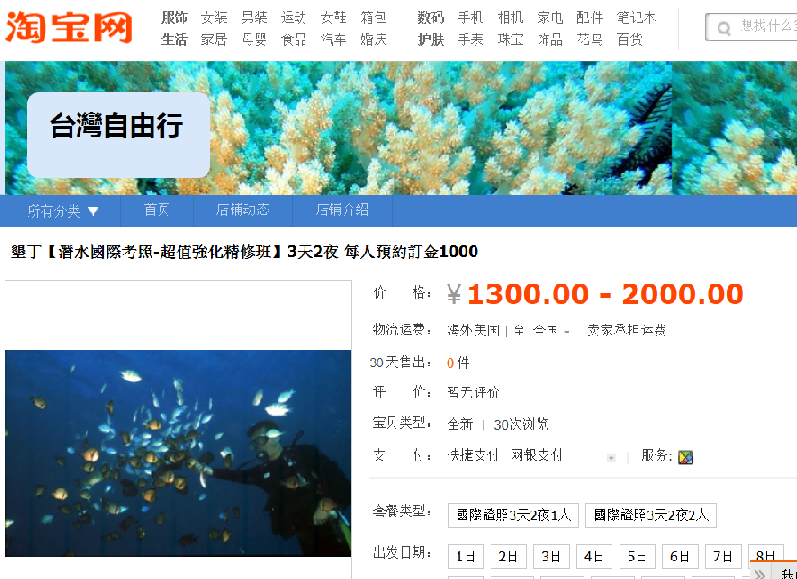 淘宝网
服饰 女装 男装 运动 女鞋 箱包 数码 手机 相机 家电 配件 笔记本
生活 家居 母婴 食品 汽车 婚庆 护肤 手表 珠宝 饰品 花鸟 百货
想找什么
台灣自由行
所有分类 ▼ 首页 店铺动态 店铺介绍
墾丁【潛水國際考照-超值強化精修班】3天2夜 每人預約訂金1000
价 格: ¥ 1300.00 - 2000.00
物流运费: 海外美国 | 至 全国 - 卖家承担运费
30天售出: 0 件
评 价: 暂无评价
宝贝类型: 全新 | 30次浏览
支 付: 快捷支付 网银支付 | 服务:
套餐类型: 國際證照3天2夜1人 國際證照3天2夜2人
出发日期: 1日 2日 3日 4日 5日 6日 7日 8日